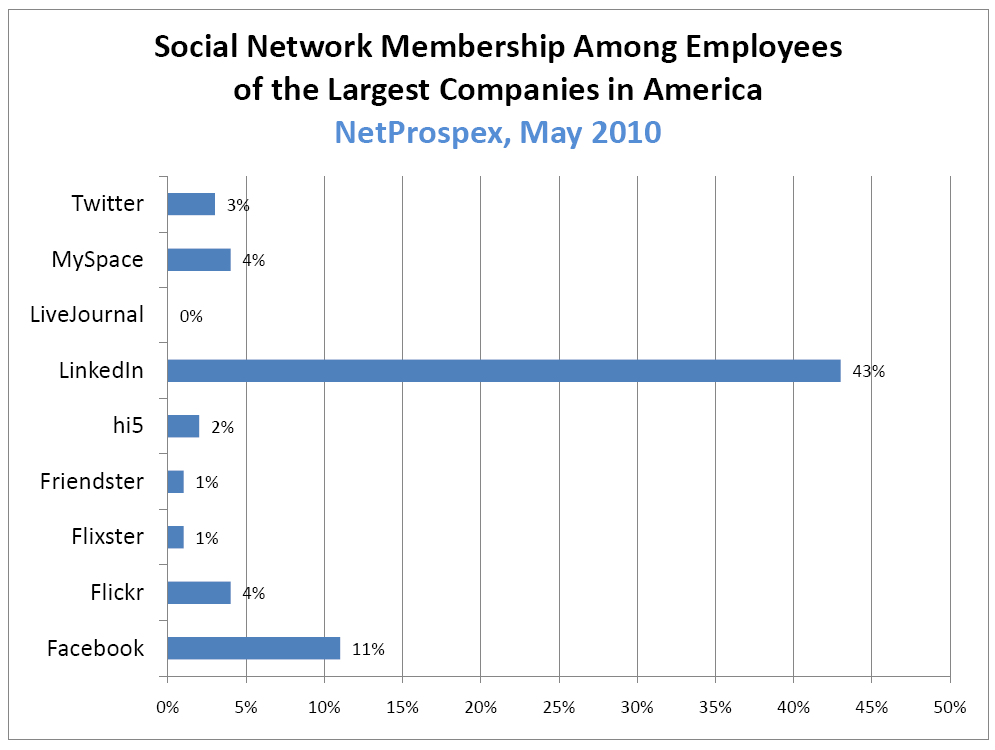 Social Network Membership Among Employees
of the Largest Companies in America
NetProspex, May 2010
Twitter 3%
MySpace 4%
LiveJournal 0%
LinkedIn 43%
hi5 2%
Friendster 1%
Flixster 1%
Flickr 4%
Facebook 11%
0% 5% 10% 15% 20% 25% 30% 35% 40% 45% 50%